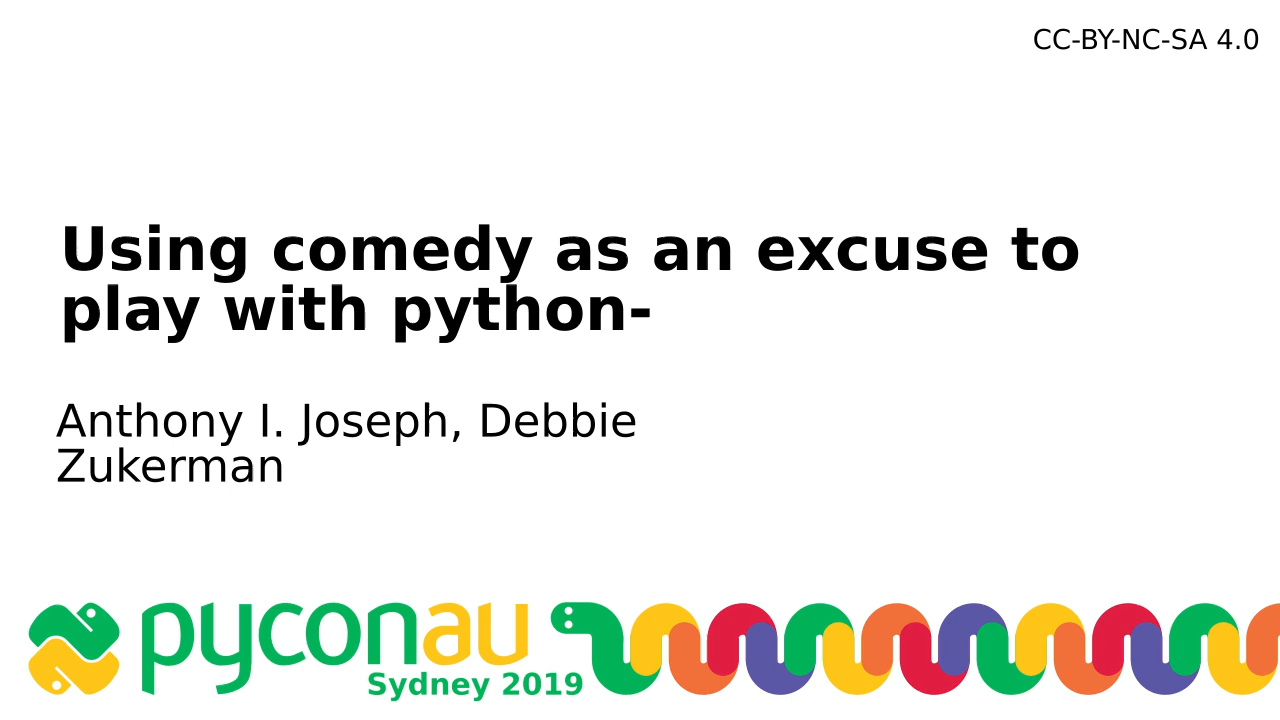 CC-BY-NC-SA 4.0
Using comedy as an excuse to
play with python-
Anthony I. Joseph, Debbie
Zukerman
pyconau
Sydney 2019